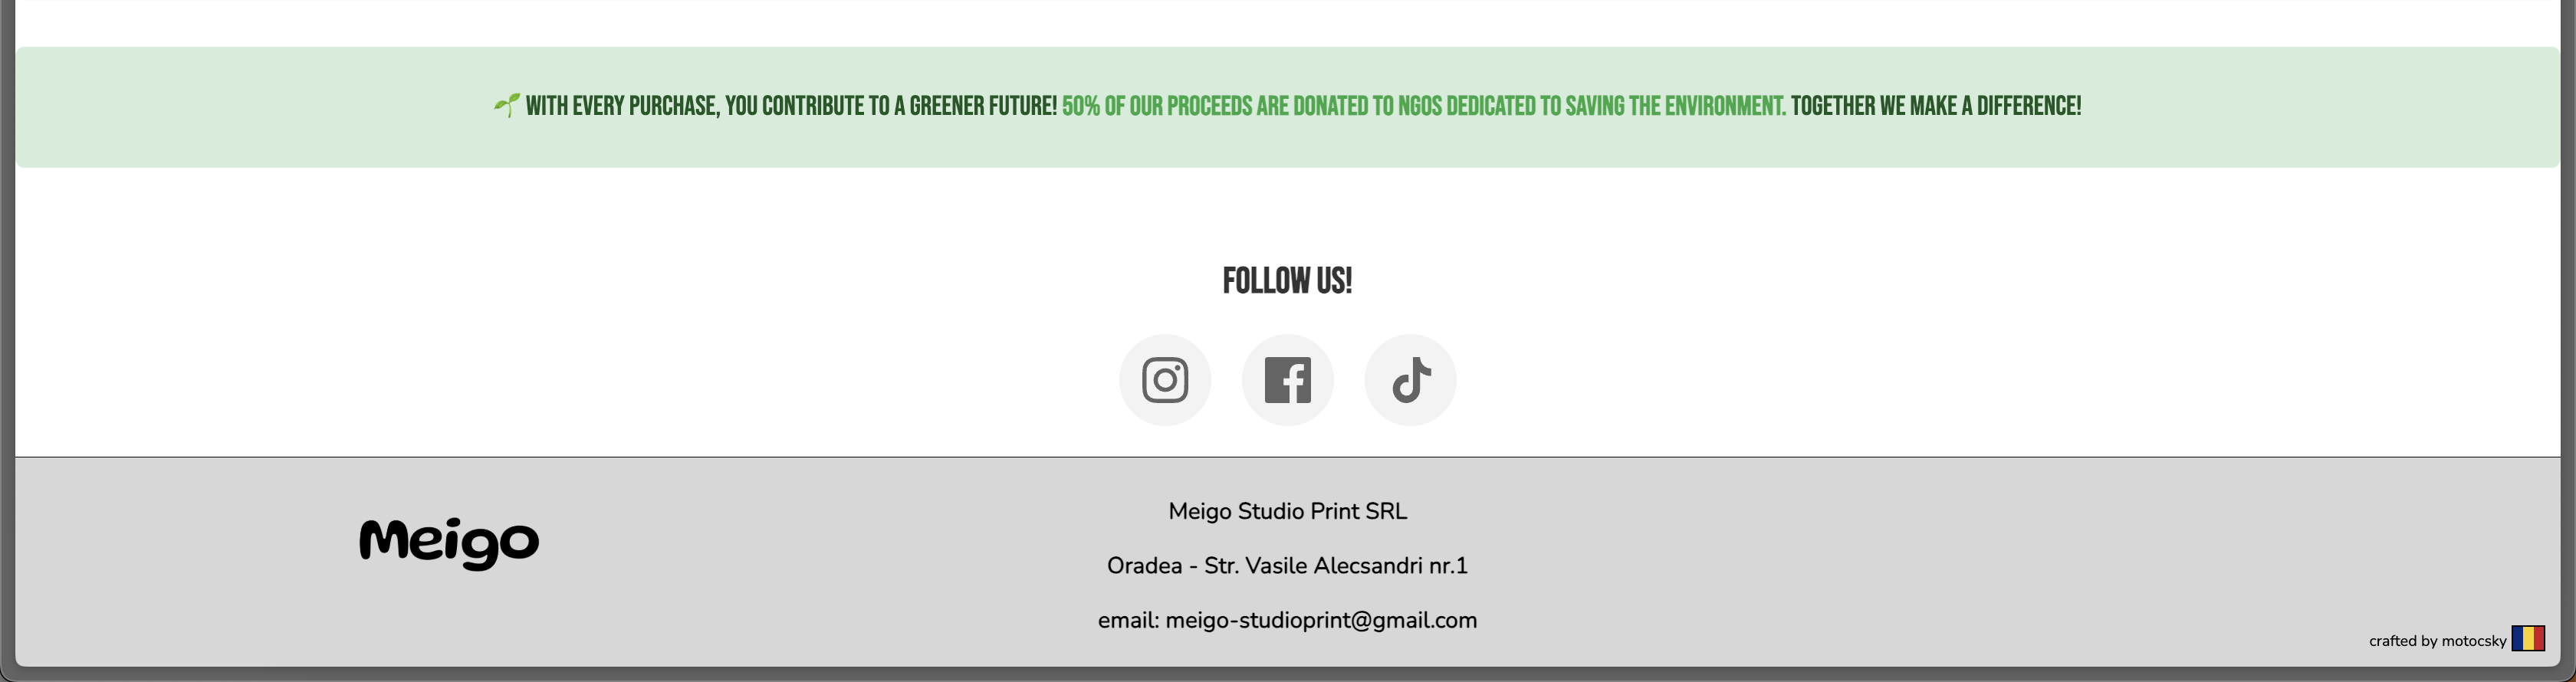 🌱 WITH EVERY PURCHASE, YOU CONTRIBUTE TO A GREENER FUTURE! 50% OF OUR PROCEEDS ARE DONATED TO NGOS DEDICATED TO SAVING THE ENVIRONMENT. TOGETHER WE MAKE A DIFFERENCE!
FOLLOW US!
Meigo
Meigo Studio Print SRL
Oradea - Str. Vasile Alecsandri nr.1
email: meigo-studioprint@gmail.com
crafted by motocsky